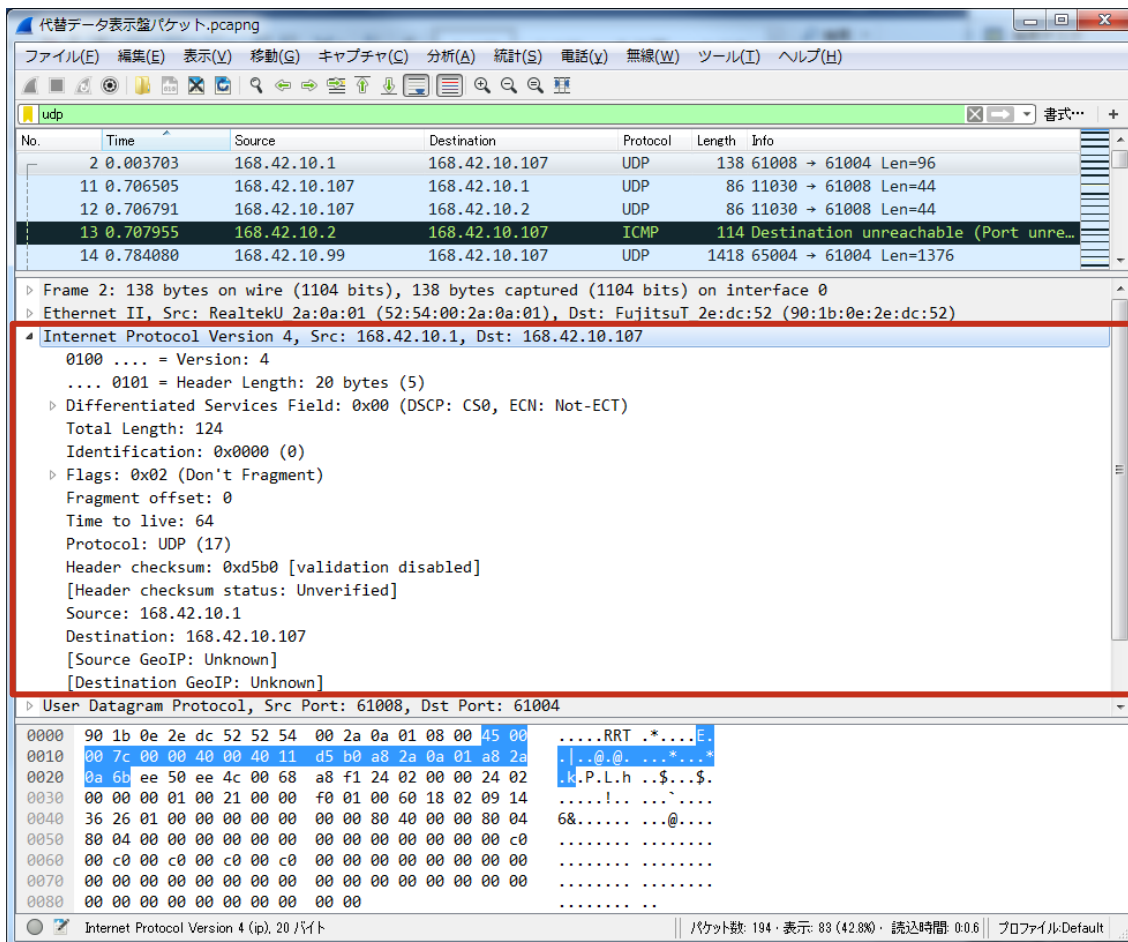 代替データ表示盤パケット.pcapng
ファイル(F) 編集(E) 表示(V) 移動(G) キャプチャ(C) 分析(A) 統計(S) 電話(y) 無線(W) ツール(T) ヘルプ(H)
udp 書式… +
No. Time Source Destination Protocol Length Info
2 0.003703 168.42.10.1 168.42.10.107 UDP 138 61008 → 61004 Len=96
11 0.706505 168.42.10.107 168.42.10.1 UDP 86 11030 → 61008 Len=44
12 0.706791 168.42.10.107 168.42.10.2 UDP 86 11030 → 61008 Len=44
13 0.707955 168.42.10.2 168.42.10.107 ICMP 114 Destination unreachable (Port unre…
14 0.784080 168.42.10.99 168.42.10.107 UDP 1418 65004 → 61004 Len=1376
Frame 2: 138 bytes on wire (1104 bits), 138 bytes captured (1104 bits) on interface 0
Ethernet II, Src: RealtekU_2a:0a:01 (52:54:00:2a:0a:01), Dst: FujitsuT_2e:dc:52 (90:1b:0e:2e:dc:52)
Internet Protocol Version 4, Src: 168.42.10.1, Dst: 168.42.10.107
0100 .... = Version: 4
.... 0101 = Header Length: 20 bytes (5)
Differentiated Services Field: 0x00 (DSCP: CS0, ECN: Not-ECT)
Total Length: 124
Identification: 0x0000 (0)
Flags: 0x02 (Don't Fragment)
Fragment offset: 0
Time to live: 64
Protocol: UDP (17)
Header checksum: 0xd5b0 [validation disabled]
[Header checksum status: Unverified]
Source: 168.42.10.1
Destination: 168.42.10.107
[Source GeoIP: Unknown]
[Destination GeoIP: Unknown]
User Datagram Protocol, Src Port: 61008, Dst Port: 61004
0000 90 1b 0e 2e dc 52 52 54 00 2a 0a 01 08 00 45 00 .....RRT .*....E.
0010 00 7c 00 00 40 00 40 11 d5 b0 a8 2a 0a 01 a8 2a .|..@.@. ...*...*
0020 0a 6b ee 50 ee 4c 00 68 a8 f1 24 02 00 00 24 02 .k.P.L.h ..$...$.
0030 00 00 00 01 00 21 00 00 f0 01 00 60 18 02 09 14 .....!.. ...`....
0040 36 26 01 00 00 00 00 00 00 00 80 40 00 00 80 04 6&...... ...@....
0050 80 04 00 00 00 00 00 00 00 00 00 00 00 00 00 c0 ........ ........
0060 00 c0 00 c0 00 c0 00 c0 00 00 00 00 00 00 00 00 ........ ........
0070 00 00 00 00 00 00 00 00 00 00 00 00 00 00 00 00 ........ ........
0080 00 00 00 00 00 00 00 00 00 00 ........ ..
Internet Protocol Version 4 (ip), 20 バイト パケット数: 194 · 表示: 83 (42.8%) · 読込時間: 0:0.6 プロファイル:Default